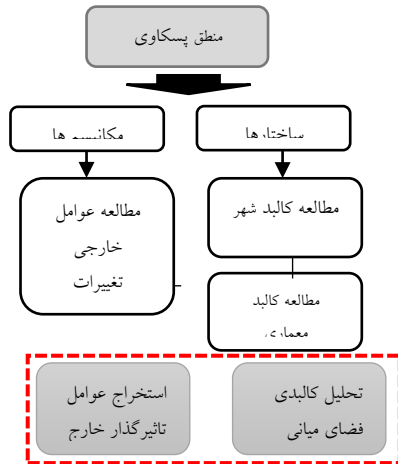 منطق پسکاوی
ساختارها
مکانیسم ها
مطالعه کالبد شهر
مطالعه عوامل
خارجی
تغییرات
مطالعه کالبد
معماری
تحلیل کالبدی
فضای میانی
استخراج عوامل
تاثیرگذار خارج